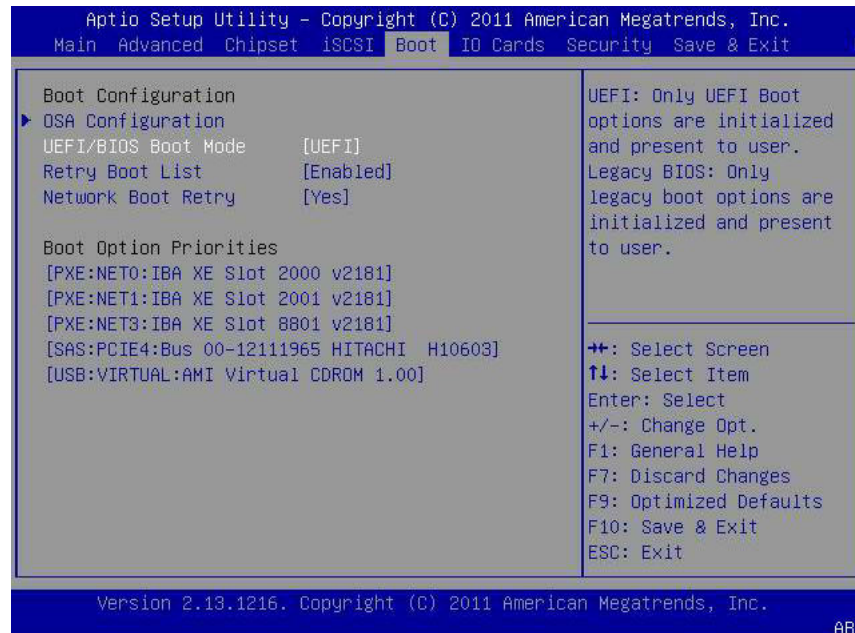 Aptio Setup Utility – Copyright (C) 2011 American Megatrends, Inc.
Main Advanced Chipset iSCSI Boot IO Cards Security Save & Exit
Boot Configuration
OSA Configuration
UEFI/BIOS Boot Mode [UEFI]
Retry Boot List [Enabled]
Network Boot Retry [Yes]
Boot Option Priorities
[PXE:NET0:IBA XE Slot 2000 v2181]
[PXE:NET1:IBA XE Slot 2001 v2181]
[PXE:NET3:IBA XE Slot 8801 v2181]
[SAS:PCIE4:Bus 00-12111965 HITACHI H10603]
[USB:VIRTUAL:AMI Virtual CDROM 1.00]
UEFI: Only UEFI Boot
options are initialized
and present to user.
Legacy BIOS: Only
legacy boot options are
initialized and present
to user.
→←: Select Screen
↑↓: Select Item
Enter: Select
+/-: Change Opt.
F1: General Help
F7: Discard Changes
F9: Optimized Defaults
F10: Save & Exit
ESC: Exit
Version 2.13.1216. Copyright (C) 2011 American Megatrends, Inc.
AB